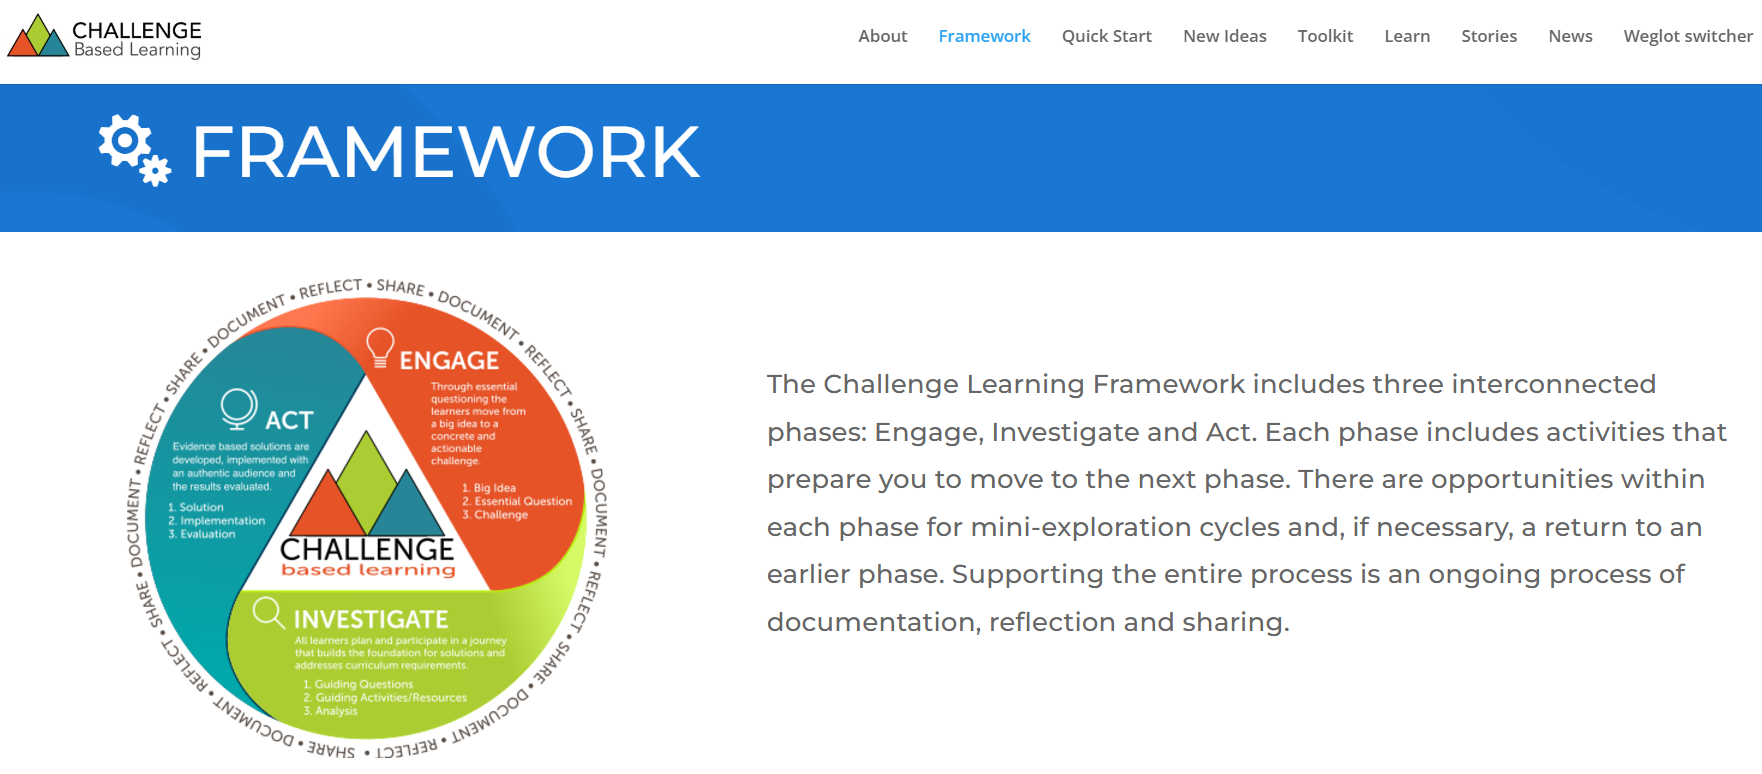 CHALLENGE
Based Learning
About Framework Quick Start New Ideas Toolkit Learn Stories News Weglot switcher
FRAMEWORK
DOCUMENT • REFLECT • SHARE • DOCUMENT • REFLECT • SHARE • DOCUMENT • REFLECT • SHARE • DOCUMENT • REFLECT • SHARE • DOCUMENT • REFLECT • SHARE • DOCUMENT • REFLECT • SHARE •
ENGAGE
Through essential
questioning the
learners move from
a big idea to a
concrete and
actionable
challenge.
1. Big Idea
2. Essential Question
3. Challenge
ACT
Evidence based solutions are
developed, implemented with
an authentic audience and
the results evaluated.
1. Solution
2. Implementation
3. Evaluation
CHALLENGE
based learning
INVESTIGATE
All learners plan and participate in a journey
that builds the foundation for solutions and
addresses curriculum requirements.
1. Guiding Questions
2. Guiding Activities/Resources
3. Analysis
The Challenge Learning Framework includes three interconnected
phases: Engage, Investigate and Act. Each phase includes activities that
prepare you to move to the next phase. There are opportunities within
each phase for mini-exploration cycles and, if necessary, a return to an
earlier phase. Supporting the entire process is an ongoing process of
documentation, reflection and sharing.